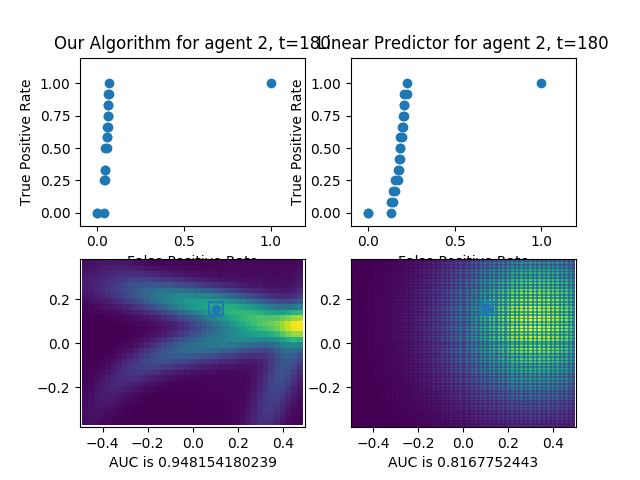 Our Algorithm for agent 2, t=180
Linear Predictor for agent 2, t=180
True Positive Rate
1.00
0.75
0.50
0.25
0.00
0.0 0.5 1.0
False Positive Rate
True Positive Rate
1.00
0.75
0.50
0.25
0.00
0.0 0.5 1.0
False Positive Rate
0.2
0.0
−0.2
−0.4 −0.2 0.0 0.2 0.4
AUC is 0.948154180239
0.2
0.0
−0.2
−0.4 −0.2 0.0 0.2 0.4
AUC is 0.8167752443